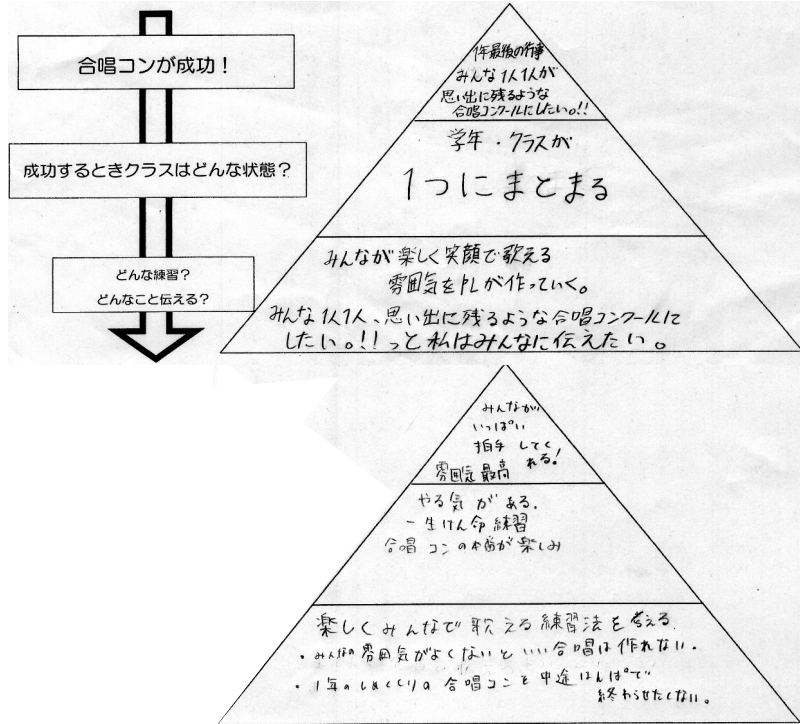 合唱コンが成功！
成功するときクラスはどんな状態？
どんな練習？
どんなこと伝える？
1年最後の行事
みんな1人1人が
思い出に残るような
合唱コンクールにしたい。!!
学年・クラスが
1つにまとまる
みんなが楽しく笑顔で歌える
雰囲気をPLが作っていく。
みんな1人1人、思い出に残るような合唱コンクールに
したい。!!っと私はみんなに伝えたい。
みんなが
いっぱい
拍手してく
れる!
雰囲気最高
やる気がある.
一生けん命練習
合唱コンの本番が楽しみ
楽しくみんなで歌える練習法を考える.
・みんなの雰囲気がよくないといい合唱は作れない.
・1年のしめくくりの合唱コンを中途はんぱで
終わらせたくない。